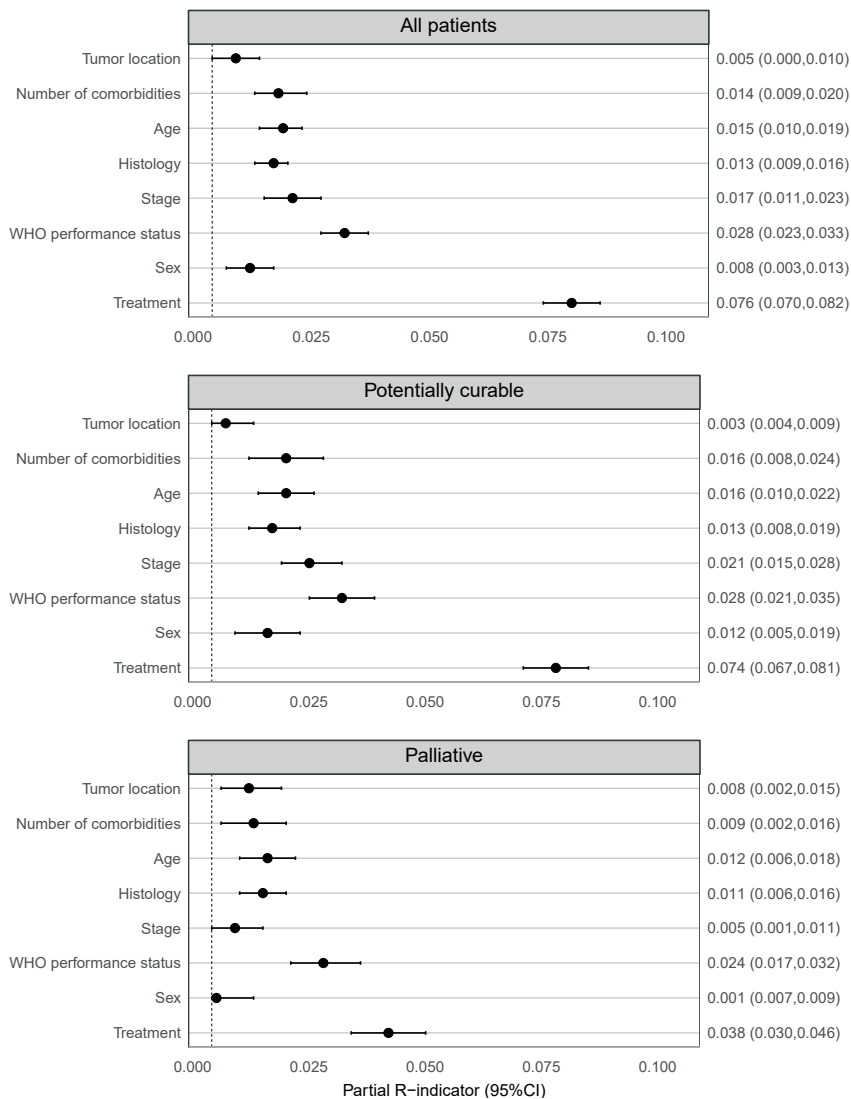 All patients
Tumor location 0.005 (0.000,0.010)
Number of comorbidities 0.014 (0.009,0.020)
Age 0.015 (0.010,0.019)
Histology 0.013 (0.009,0.016)
Stage 0.017 (0.011,0.023)
WHO performance status 0.028 (0.023,0.033)
Sex 0.008 (0.003,0.013)
Treatment 0.076 (0.070,0.082)
0.000 0.025 0.050 0.075 0.100
Potentially curable
Tumor location 0.003 (0.004,0.009)
Number of comorbidities 0.016 (0.008,0.024)
Age 0.016 (0.010,0.022)
Histology 0.013 (0.008,0.019)
Stage 0.021 (0.015,0.028)
WHO performance status 0.028 (0.021,0.035)
Sex 0.012 (0.005,0.019)
Treatment 0.074 (0.067,0.081)
0.000 0.025 0.050 0.075 0.100
Palliative
Tumor location 0.008 (0.002,0.015)
Number of comorbidities 0.009 (0.002,0.016)
Age 0.012 (0.006,0.018)
Histology 0.011 (0.006,0.016)
Stage 0.005 (0.001,0.011)
WHO performance status 0.024 (0.017,0.032)
Sex 0.001 (0.007,0.009)
Treatment 0.038 (0.030,0.046)
0.000 0.025 0.050 0.075 0.100
Partial R−indicator (95%CI)